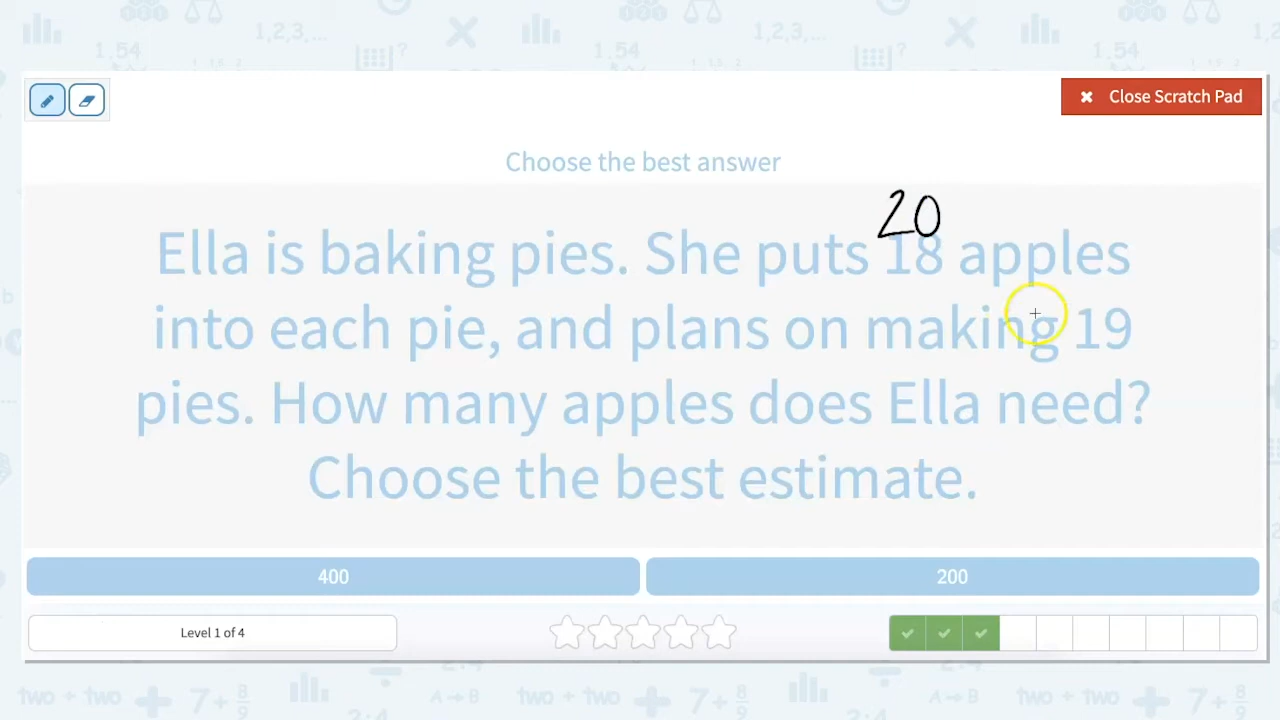 Close Scratch Pad
Choose the best answer
20
Ella is baking pies. She puts 18 apples
into each pie, and plans on making 19
pies. How many apples does Ella need?
Choose the best estimate.
400
200
Level 1 of 4